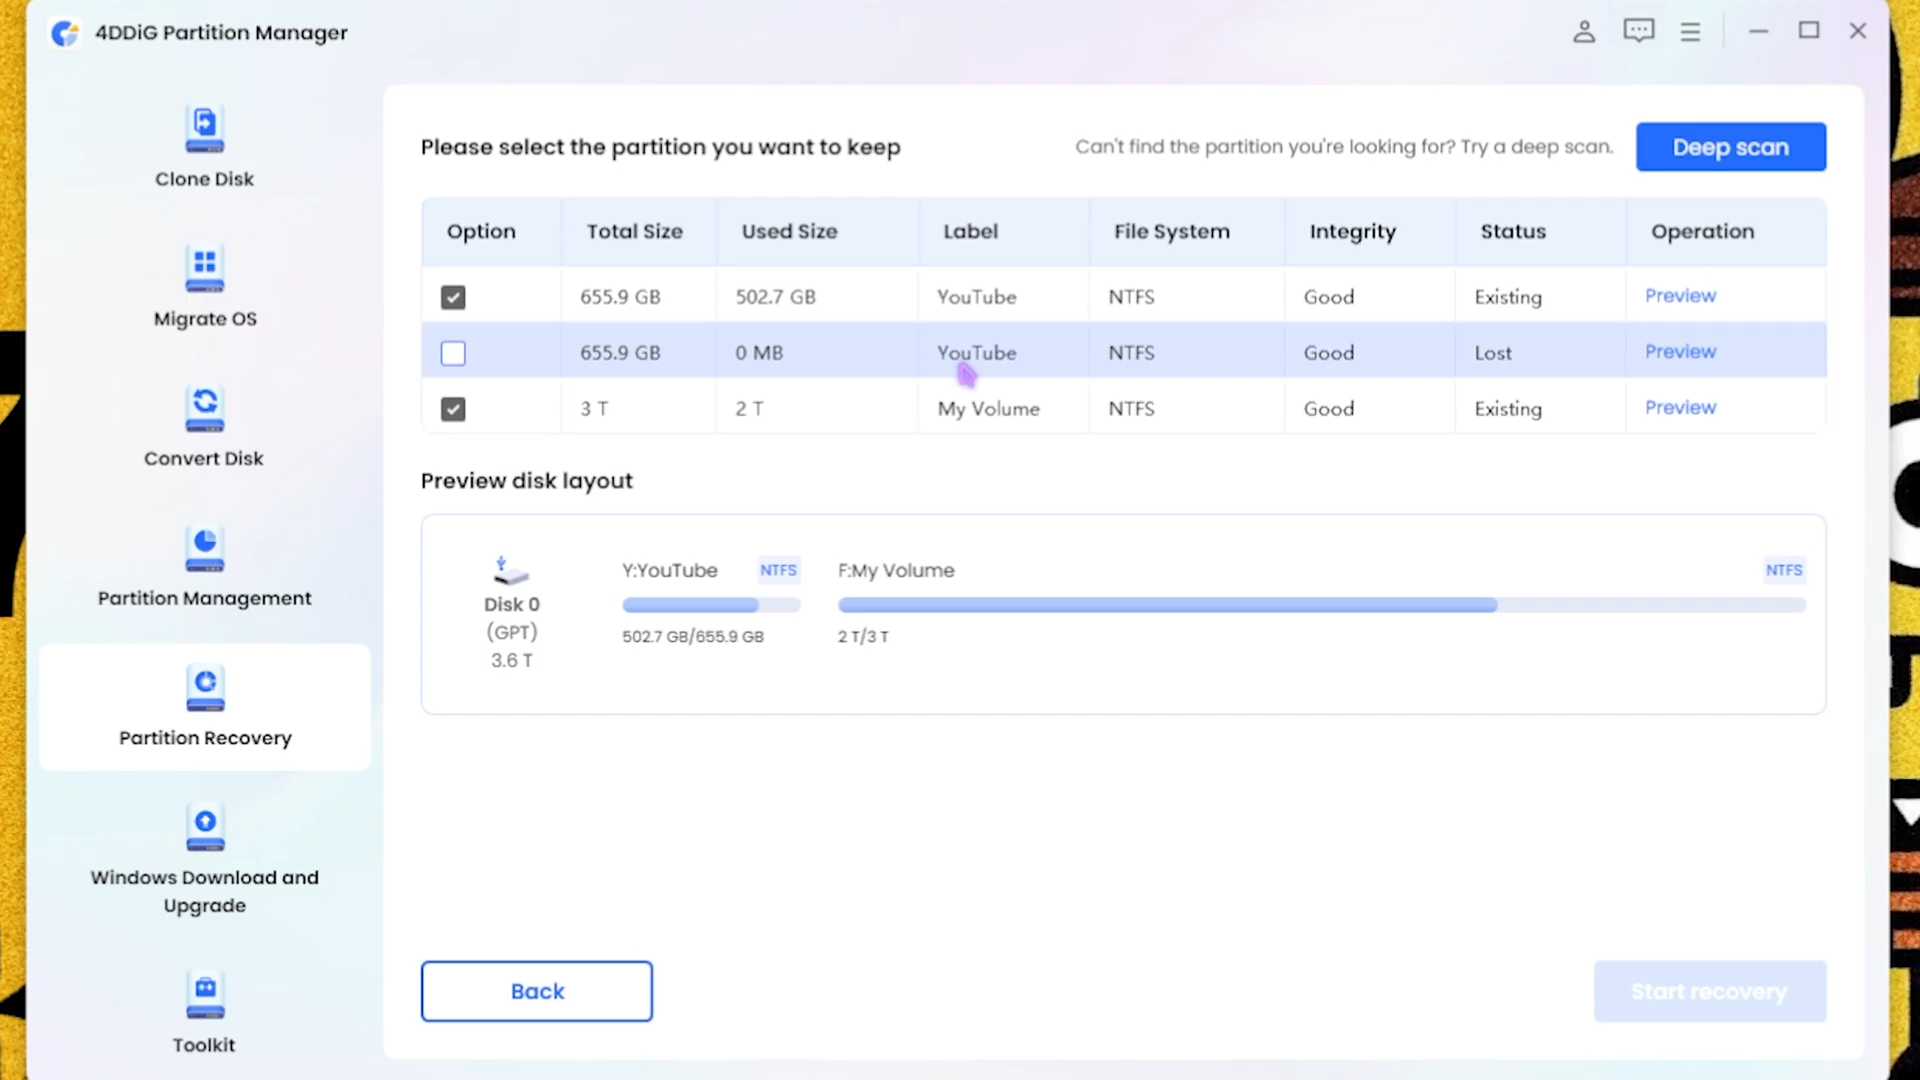 4DDiG Partition Manager
Clone Disk
Migrate OS
Convert Disk
Partition Management
Partition Recovery
Windows Download and
Upgrade
Toolkit
Please select the partition you want to keep
Can't find the partition you're looking for? Try a deep scan.
Deep scan
Option Total Size Used Size Label File System Integrity Status Operation
655.9 GB 502.7 GB YouTube NTFS Good Existing Preview
655.9 GB 0 MB YouTube NTFS Good Lost Preview
3 T 2 T My Volume NTFS Good Existing Preview
Preview disk layout
Disk 0
(GPT)
3.6 T
Y:YouTube NTFS
502.7 GB/655.9 GB
F:My Volume NTFS
2 T/3 T
Back
Start recovery